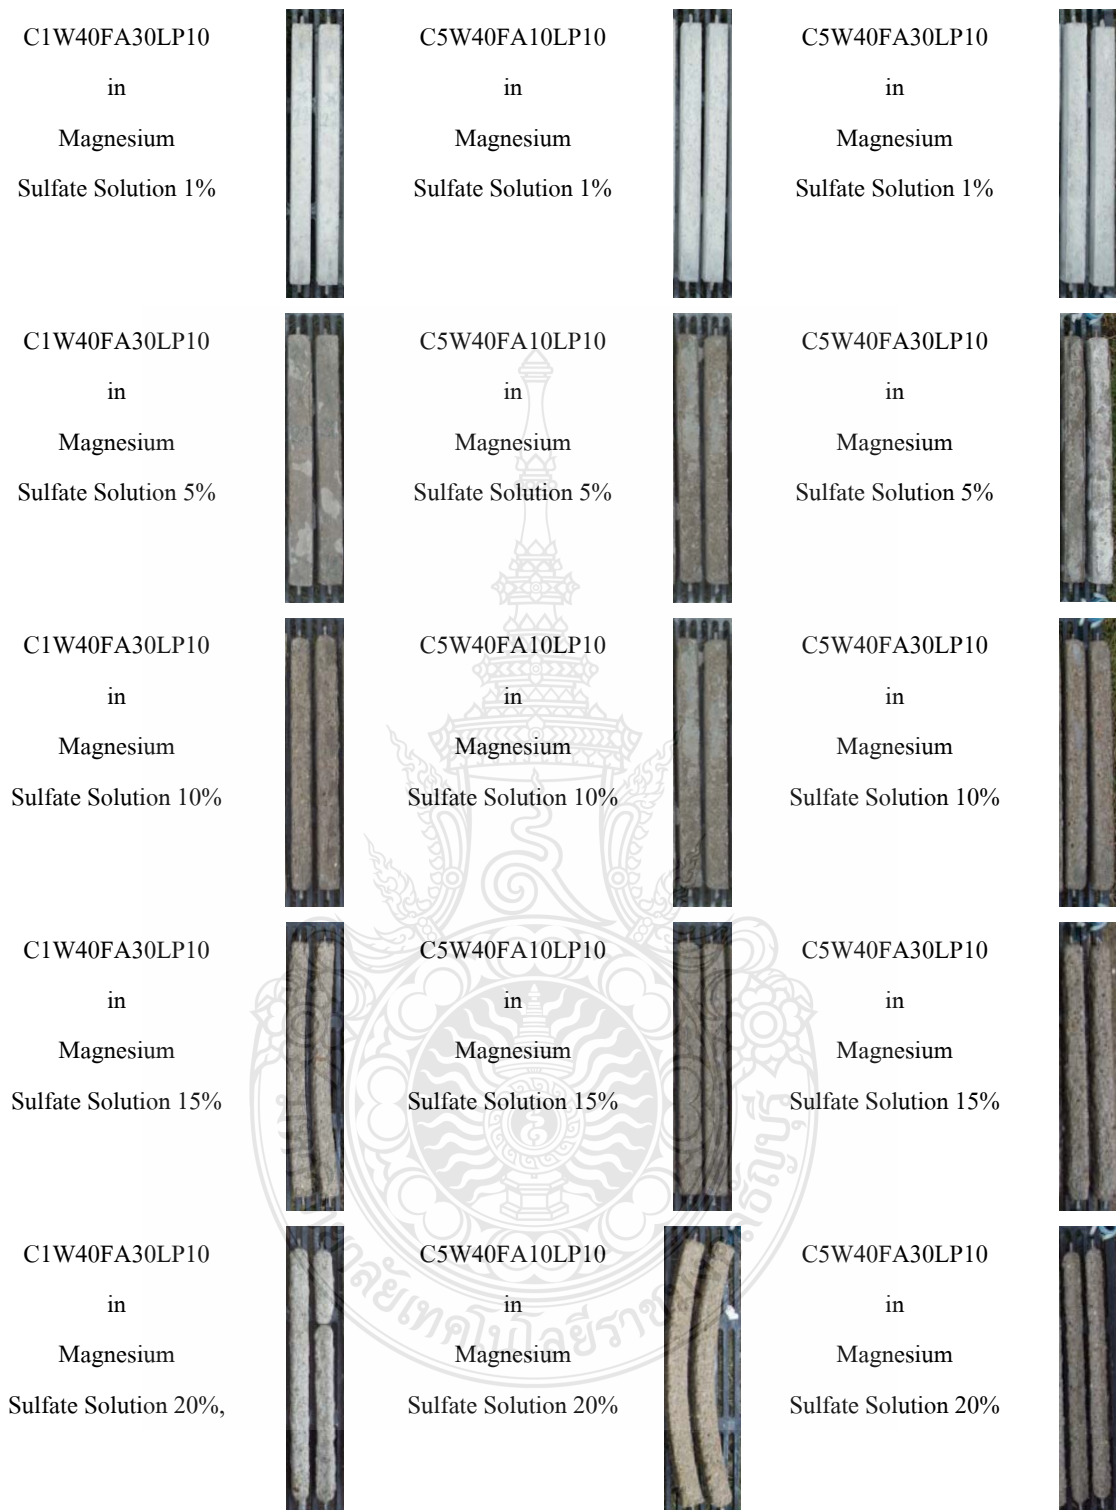 C1W40FA30LP10
in
Magnesium
Sulfate Solution 1%
C5W40FA10LP10
in
Magnesium
Sulfate Solution 1%
C5W40FA30LP10
in
Magnesium
Sulfate Solution 1%
C1W40FA30LP10
in
Magnesium
Sulfate Solution 5%
C5W40FA10LP10
in
Magnesium
Sulfate Solution 5%
C5W40FA30LP10
in
Magnesium
Sulfate Solution 5%
C1W40FA30LP10
in
Magnesium
Sulfate Solution 10%
C5W40FA10LP10
in
Magnesium
Sulfate Solution 10%
C5W40FA30LP10
in
Magnesium
Sulfate Solution 10%
C1W40FA30LP10
in
Magnesium
Sulfate Solution 15%
C5W40FA10LP10
in
Magnesium
Sulfate Solution 15%
C5W40FA30LP10
in
Magnesium
Sulfate Solution 15%
C1W40FA30LP10
in
Magnesium
Sulfate Solution 20%,
C5W40FA10LP10
in
Magnesium
Sulfate Solution 20%
C5W40FA30LP10
in
Magnesium
Sulfate Solution 20%